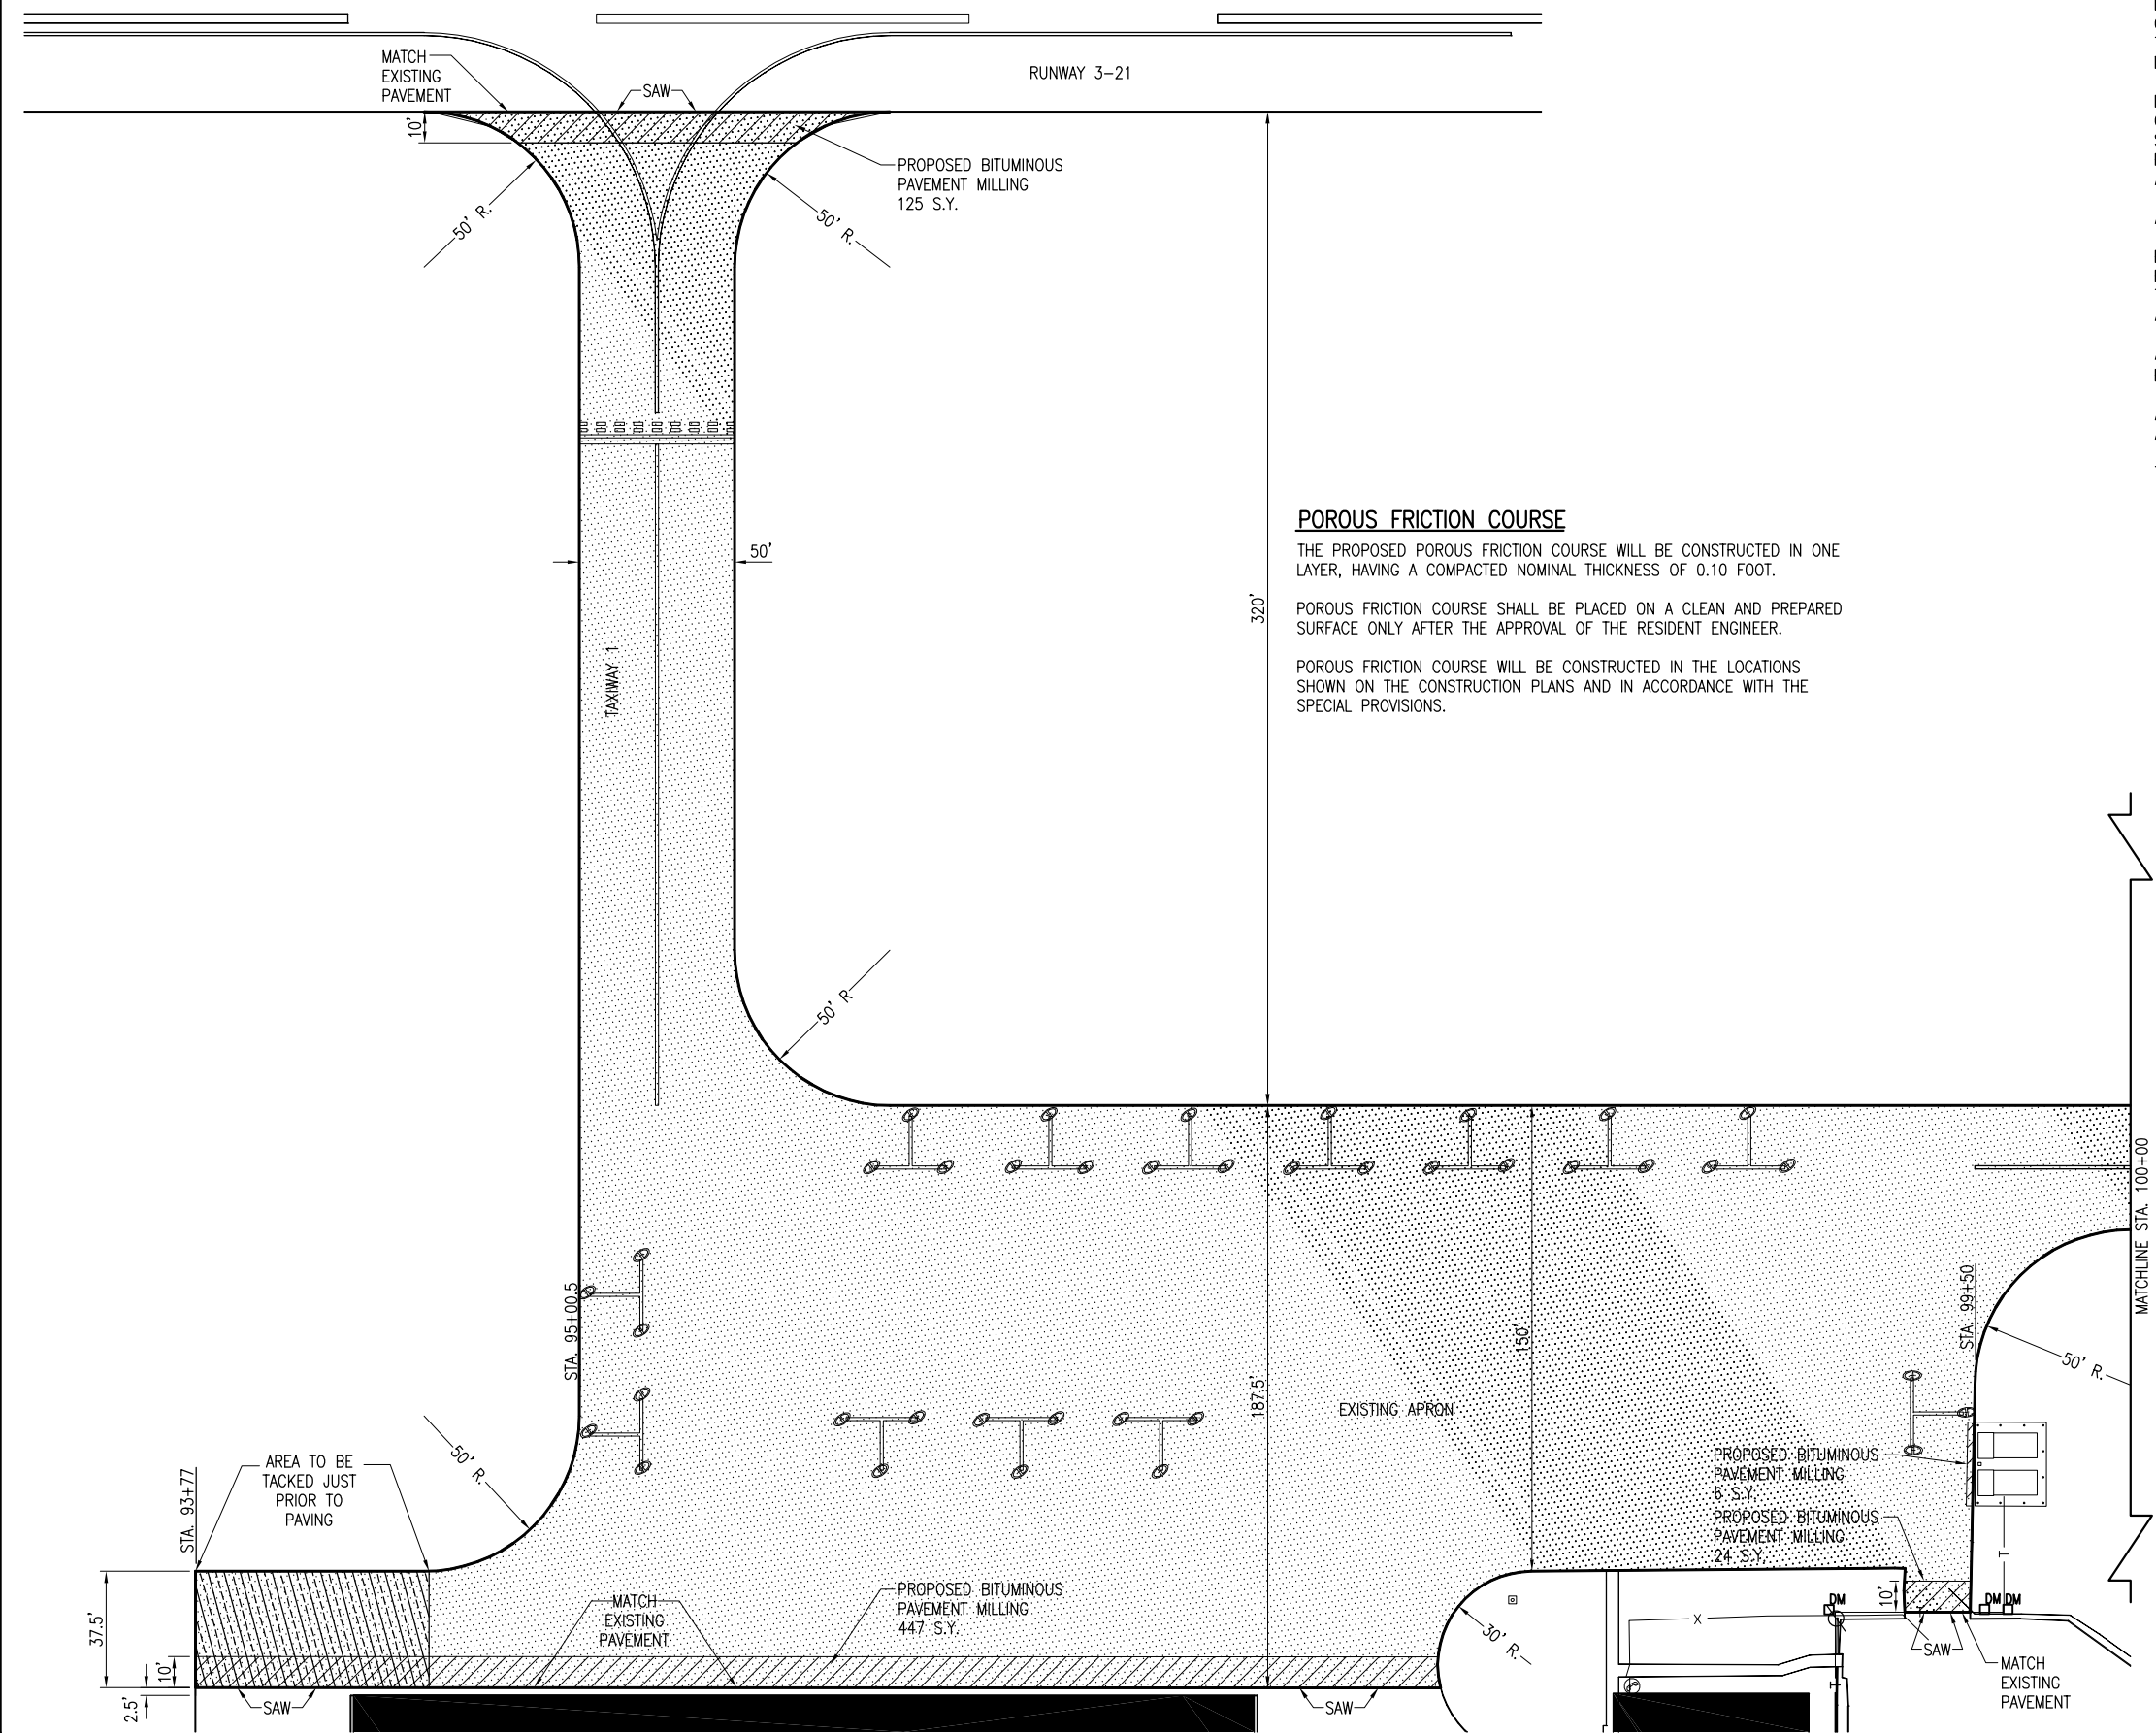 MATCH
EXISTING
PAVEMENT
SAW
RUNWAY 3-21
10'
PROPOSED BITUMINOUS
PAVEMENT MILLING
125 S.Y.
50' R.
50' R.
POROUS FRICTION COURSE
THE PROPOSED POROUS FRICTION COURSE WILL BE CONSTRUCTED IN ONE
LAYER, HAVING A COMPACTED NOMINAL THICKNESS OF 0.10 FOOT.
POROUS FRICTION COURSE SHALL BE PLACED ON A CLEAN AND PREPARED
SURFACE ONLY AFTER THE APPROVAL OF THE RESIDENT ENGINEER.
POROUS FRICTION COURSE WILL BE CONSTRUCTED IN THE LOCATIONS
SHOWN ON THE CONSTRUCTION PLANS AND IN ACCORDANCE WITH THE
SPECIAL PROVISIONS.
50'
320'
TAXIWAY 1
50' R
MATCHLINE STA. 100+00
STA. 95+00.5
STA. 99+50
150'
187.5'
50' R.
EXISTING APRON
50' R.
AREA TO BE
TACKED JUST
PRIOR TO
PAVING
STA. 93+77
PROPOSED BITUMINOUS
PAVEMENT MILLING
6 S.Y.
PROPOSED BITUMINOUS
PAVEMENT MILLING
24 S.Y.
T
37.5'
10'
2.5'
MATCH
EXISTING
PAVEMENT
PROPOSED BITUMINOUS
PAVEMENT MILLING
447 S.Y.
10'
DM
DM
DM
X
30' R.
SAW
MATCH
EXISTING
PAVEMENT
T
SAW
SAW